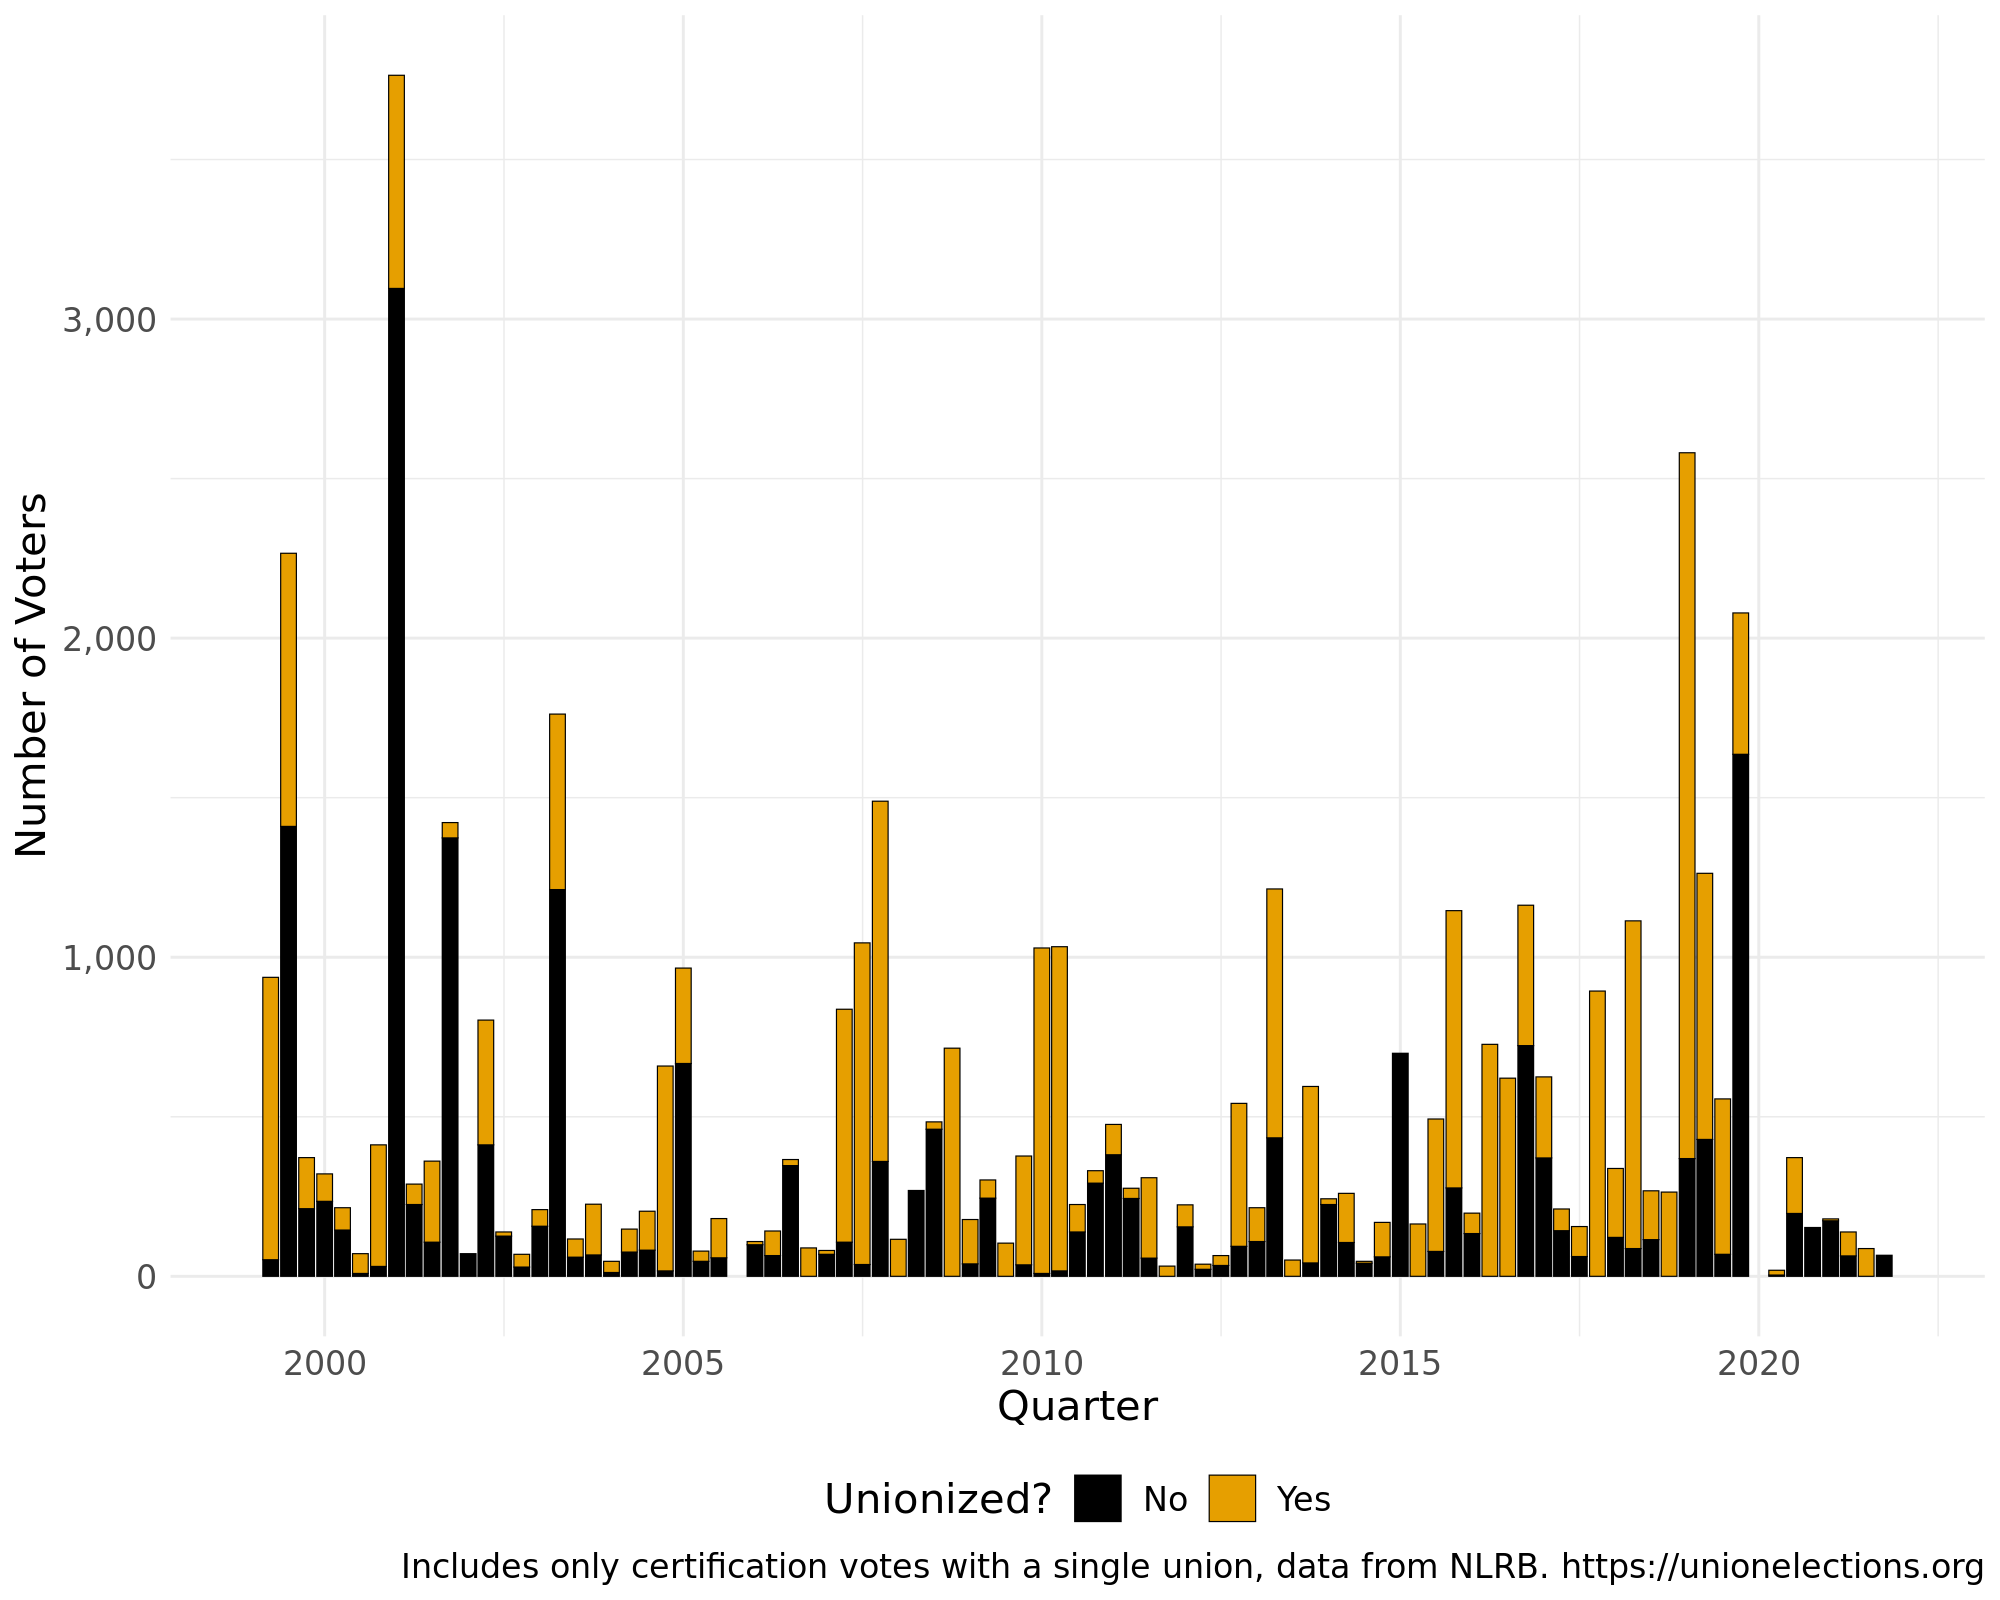 Number of Voters
3,000
2,000
1,000
0
2000 2005 2010 2015 2020
Quarter
Unionized? No Yes
Includes only certification votes with a single union, data from NLRB. https://unionelections.org